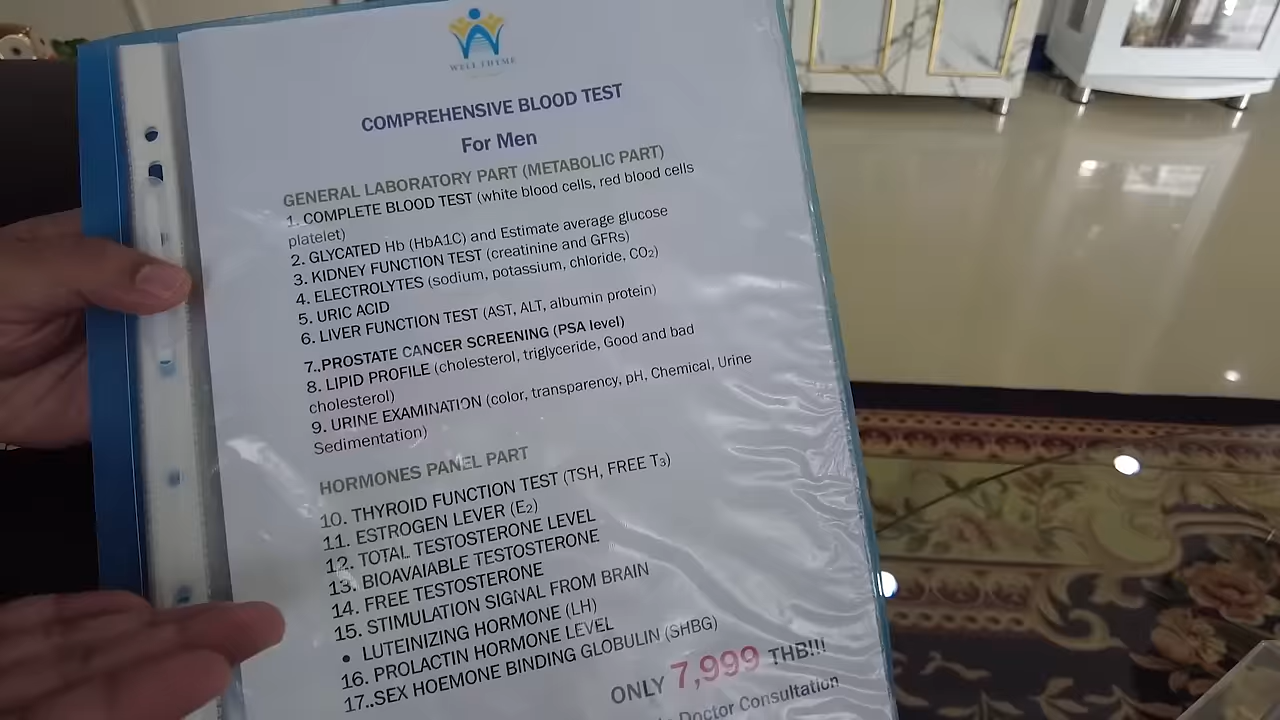 WELL THYME
COMPREHENSIVE BLOOD TEST
For Men
GENERAL LABORATORY PART (METABOLIC PART)
1. COMPLETE BLOOD TEST (white blood cells, red blood cells
platelet)
2. GLYCATED Hb (HbA1C) and Estimate average glucose
3. KIDNEY FUNCTION TEST (creatinine and GFRs)
4. ELECTROLYTES (sodium, potassium, chloride, CO₂)
5. URIC ACID
6. LIVER FUNCTION TEST (AST, ALT, albumin protein)
7..PROSTATE CANCER SCREENING (PSA level)
8. LIPID PROFILE (cholesterol, triglyceride, Good and bad
cholesterol)
9. URINE EXAMINATION (color, transparency, pH, Chemical, Urine
Sedimentation)
HORMONES PANEL PART
10. THYROID FUNCTION TEST (TSH, FREE T₃)
11. ESTROGEN LEVER (E₂)
12. TOTAL TESTOSTERONE LEVEL
13. BIOAVAIABLE TESTOSTERONE
14. FREE TESTOSTERONE
15. STIMULATION SIGNAL FROM BRAIN
• LUTEINIZING HORMONE (LH)
16. PROLACTIN HORMONE LEVEL
17..SEX HOEMONE BINDING GLOBULIN (SHBG)
ONLY 7,999 THB!!!
Doctor Consultation